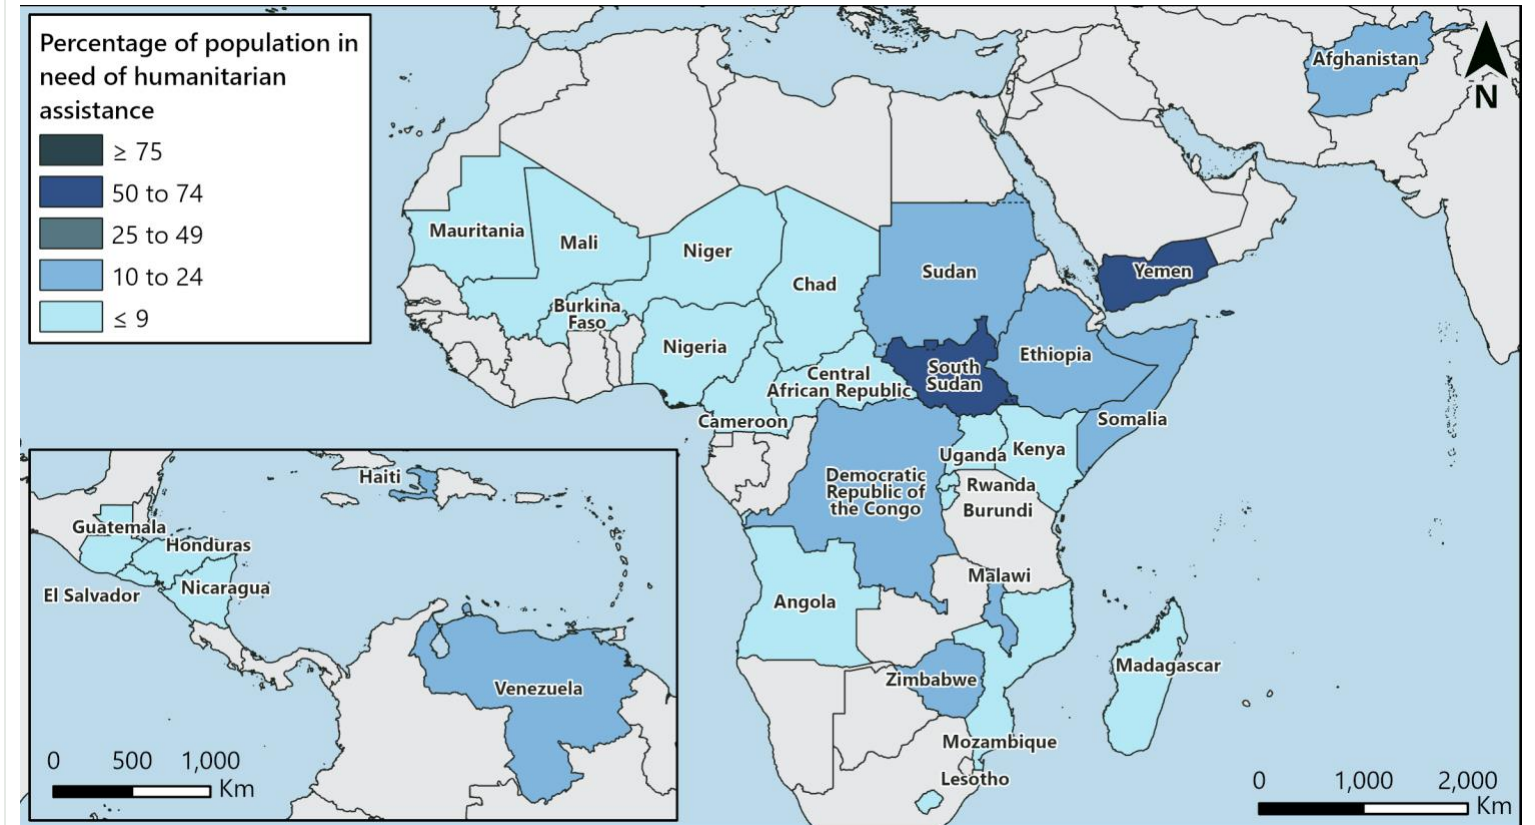 Percentage of population in
need of humanitarian
assistance
≥ 75
50 to 74
25 to 49
10 to 24
≤ 9
Afghanistan
N
Mauritania
Mali
Niger
Chad
Sudan
Yemen
Burkina
Faso
Nigeria
Central
African Republic
South
Sudan
Ethiopia
Cameroon
Somalia
Uganda
Kenya
Democratic
Republic of
the Congo
Rwanda
Burundi
Malawi
Angola
Zimbabwe
Madagascar
Mozambique
Lesotho
0 1,000 2,000
Km
Haiti
Guatemala
Honduras
El Salvador
Nicaragua
Venezuela
0 500 1,000
Km